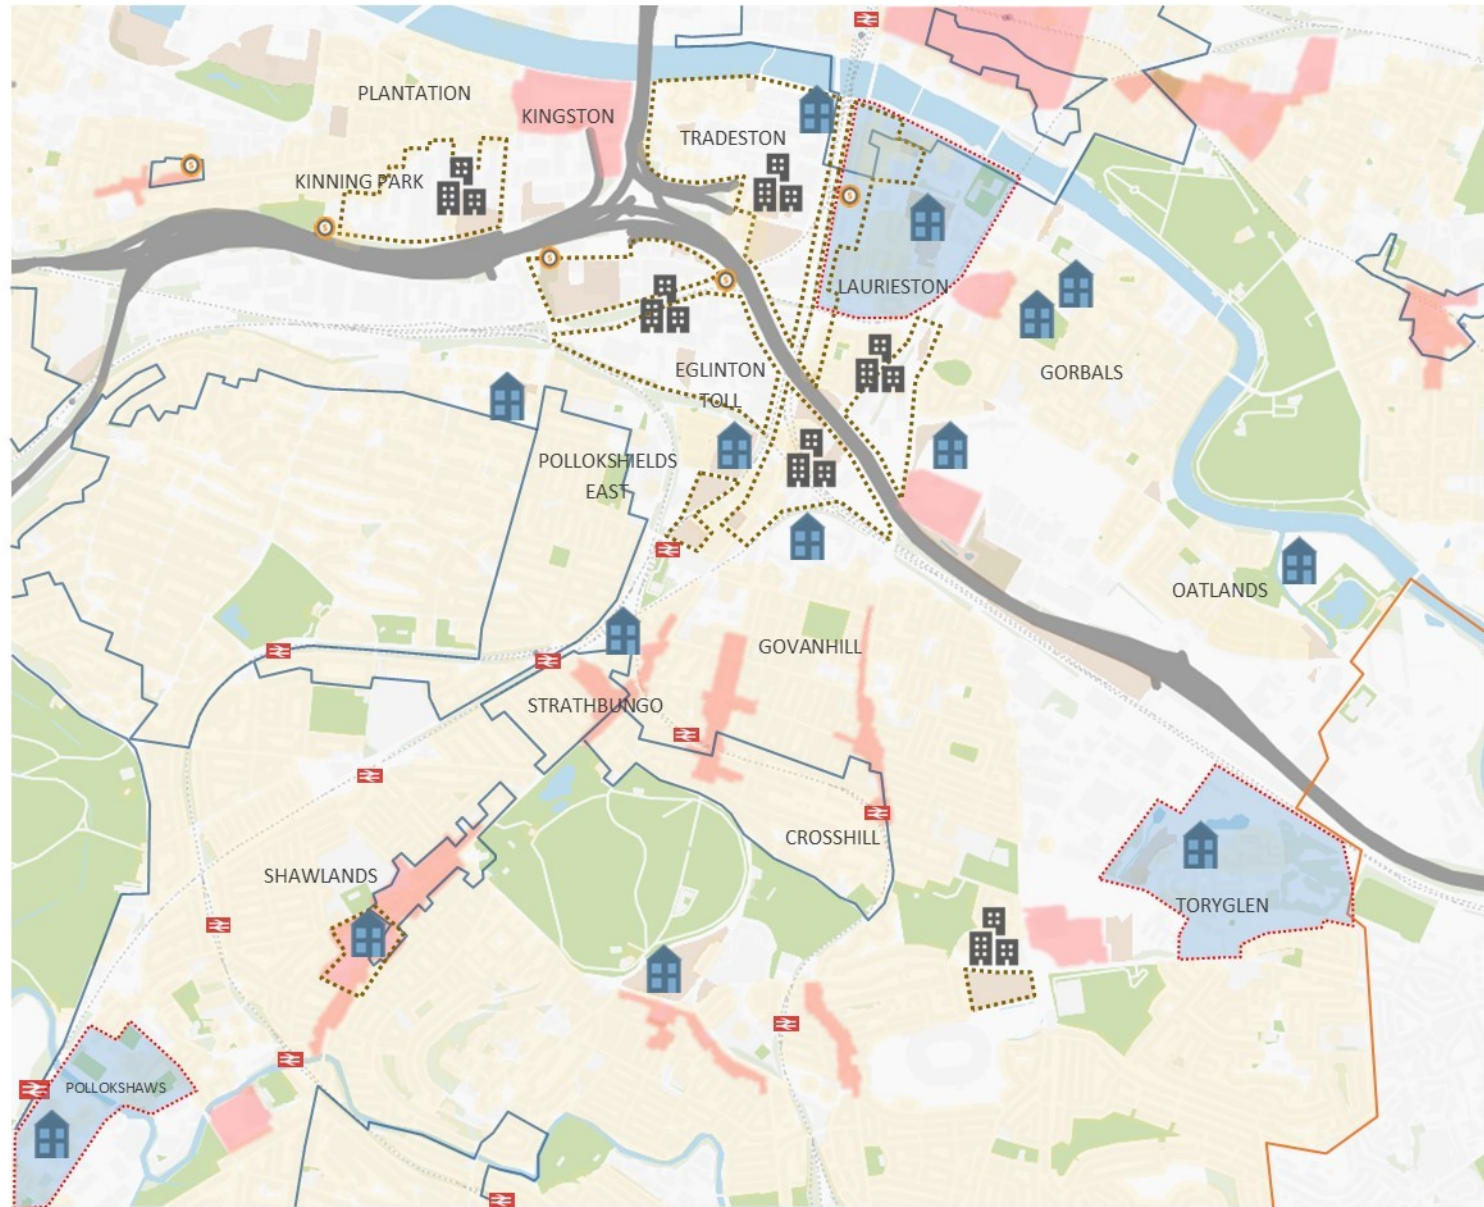 PLANTATION
KINGSTON
TRADESTON
KINNING PARK
LAURIESTON
EGLINTON
TOLL
GORBALS
POLLOKSHIELDS
EAST
OATLANDS
GOVANHILL
STRATHBUNGO
CROSSHILL
SHAWLANDS
TORYGLEN
POLLOKSHAWS